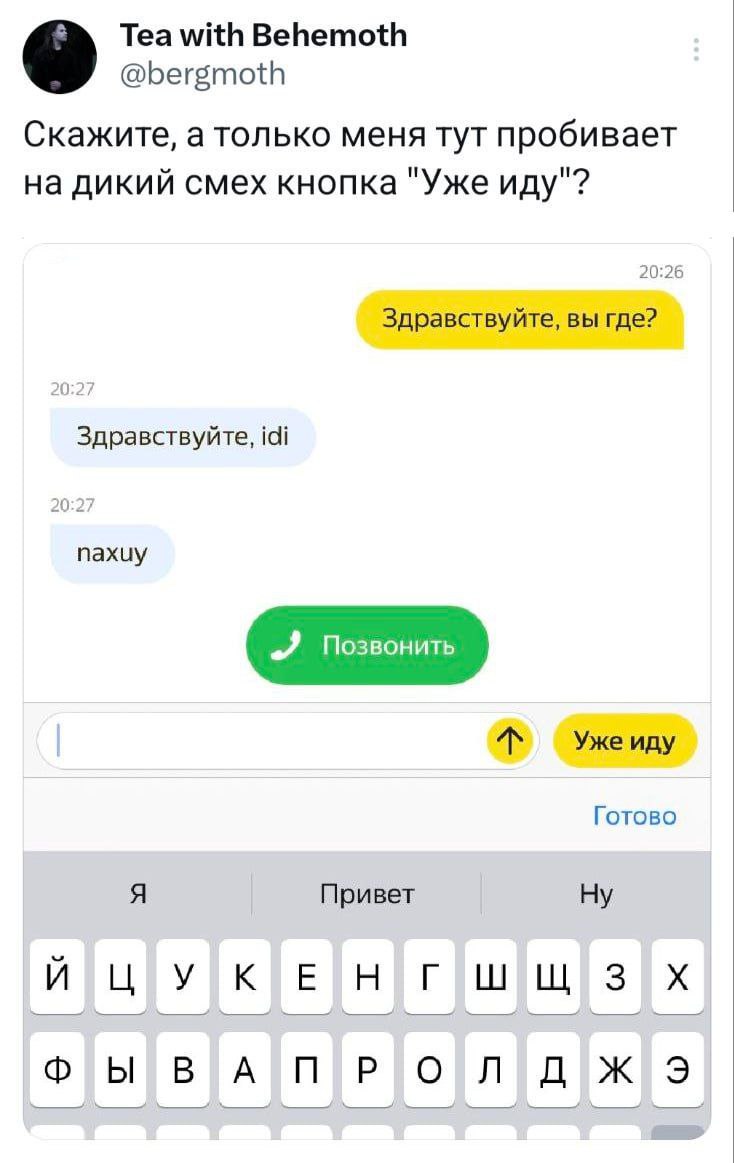 Tea with Behemoth
@bergmoth
Скажите, а только меня тут пробивает
на дикий смех кнопка "Уже иду"?
20:26
Здравствуйте, вы где?
20:27
Здравствуйте, idi
20:27
naxuy
Позвонить
Уже иду
Готово
Я Привет Ну
Й Ц У К Е Н Г Ш Щ З Х
Ф Ы В А П Р О Л Д Ж Э